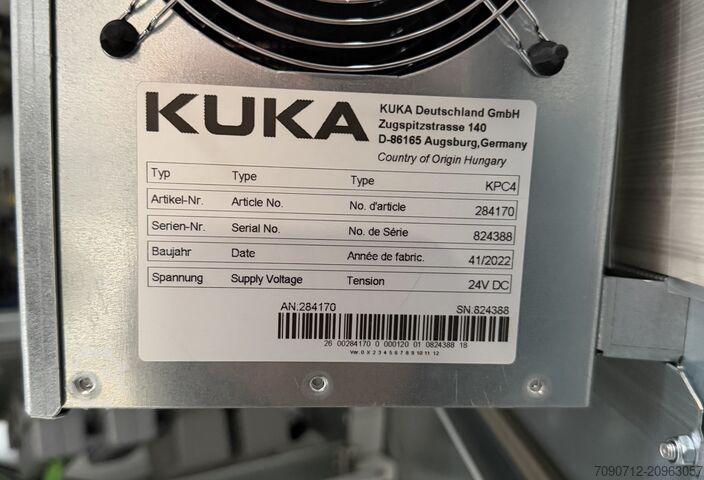 KUKA
KUKA Deutschland GmbH
Zugspitzstrasse 140
D-86165 Augsburg,Germany
Country of Origin Hungary
Typ Type Type KPC4
Artikel-Nr. Article No. No. d'article 284170
Serien-Nr. Serial No. No. de Série 824388
Baujahr Date Année de fabric. 41/2022
Spannung Supply Voltage Tension 24V DC
AN:284170 SN:824388
26 00284170 0 000120 01 0824388 18
Ver. 0 X 2 3 4 5 6 7 8 9 10 11 12
7090712-20963057